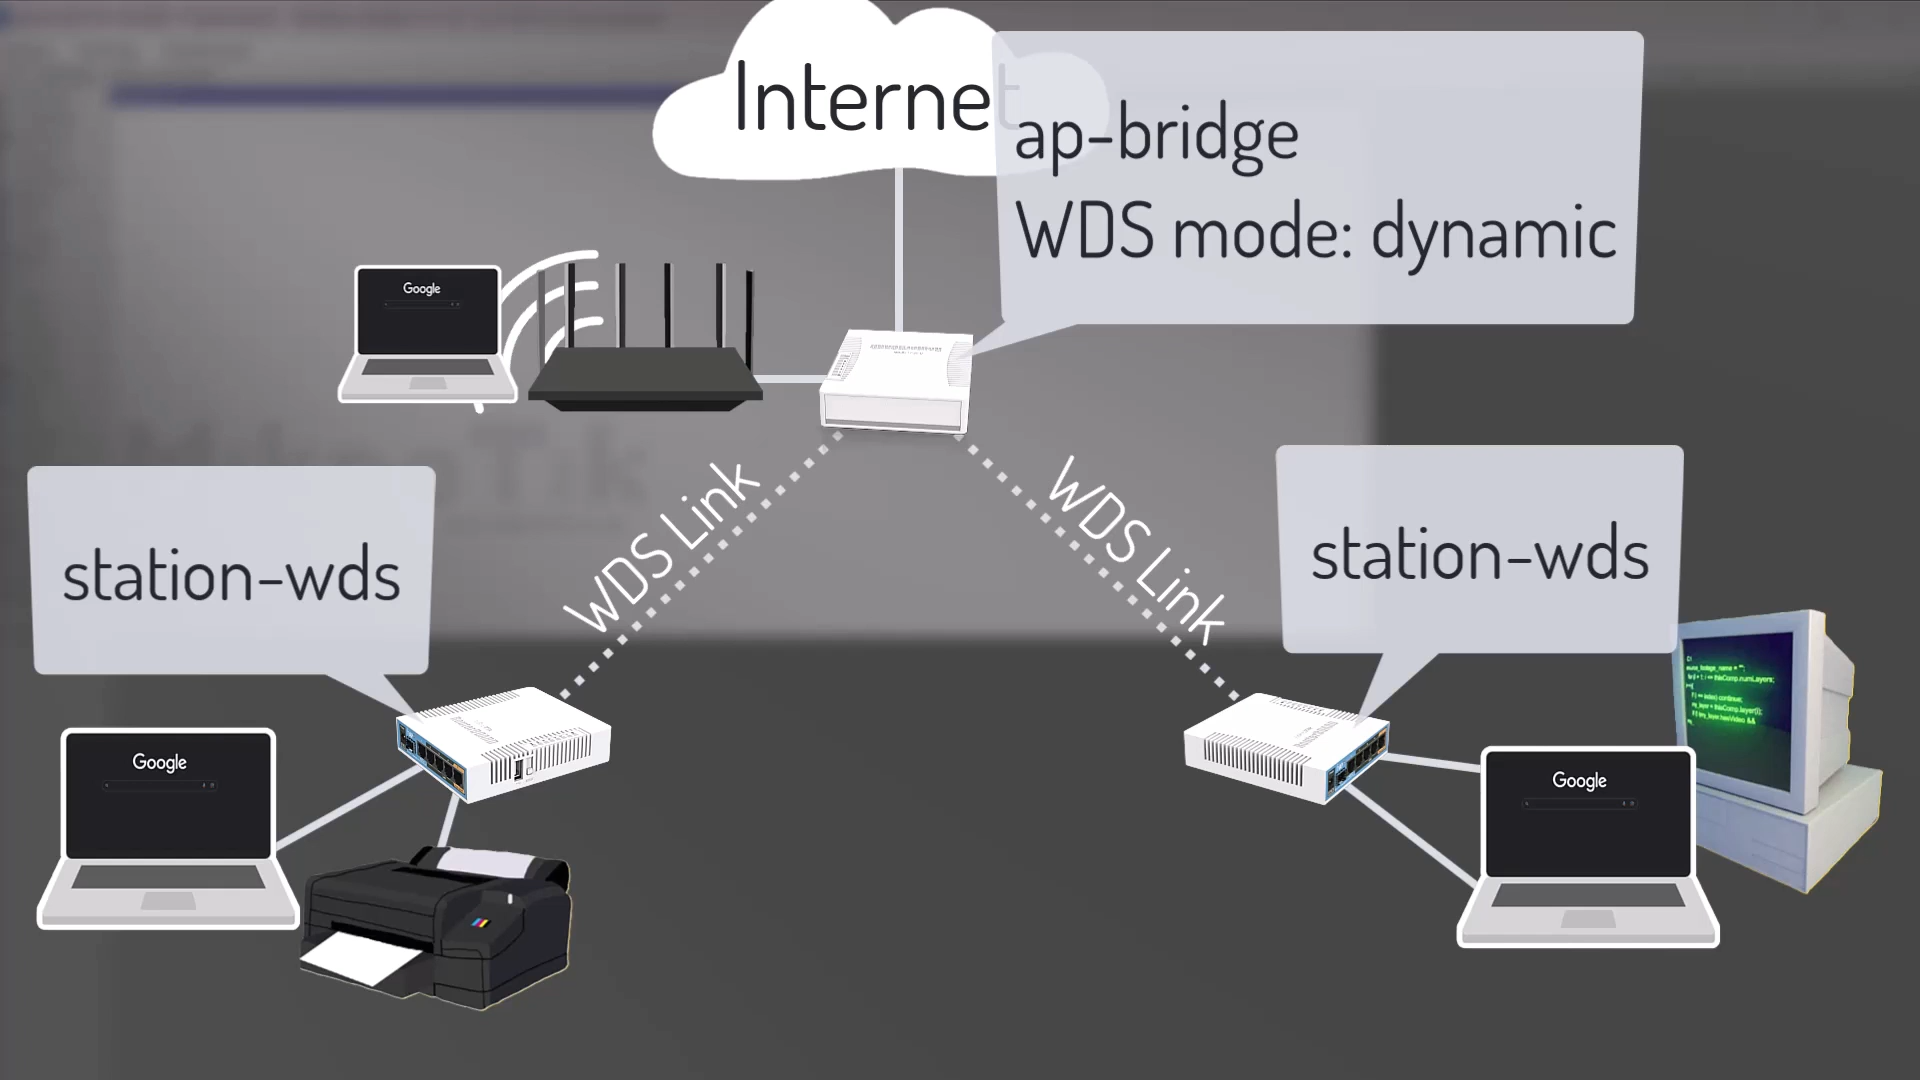 Internet
ap-bridge
WDS mode: dynamic
Google
WDS Link
WDS Link
station-wds
station-wds
Google
Google